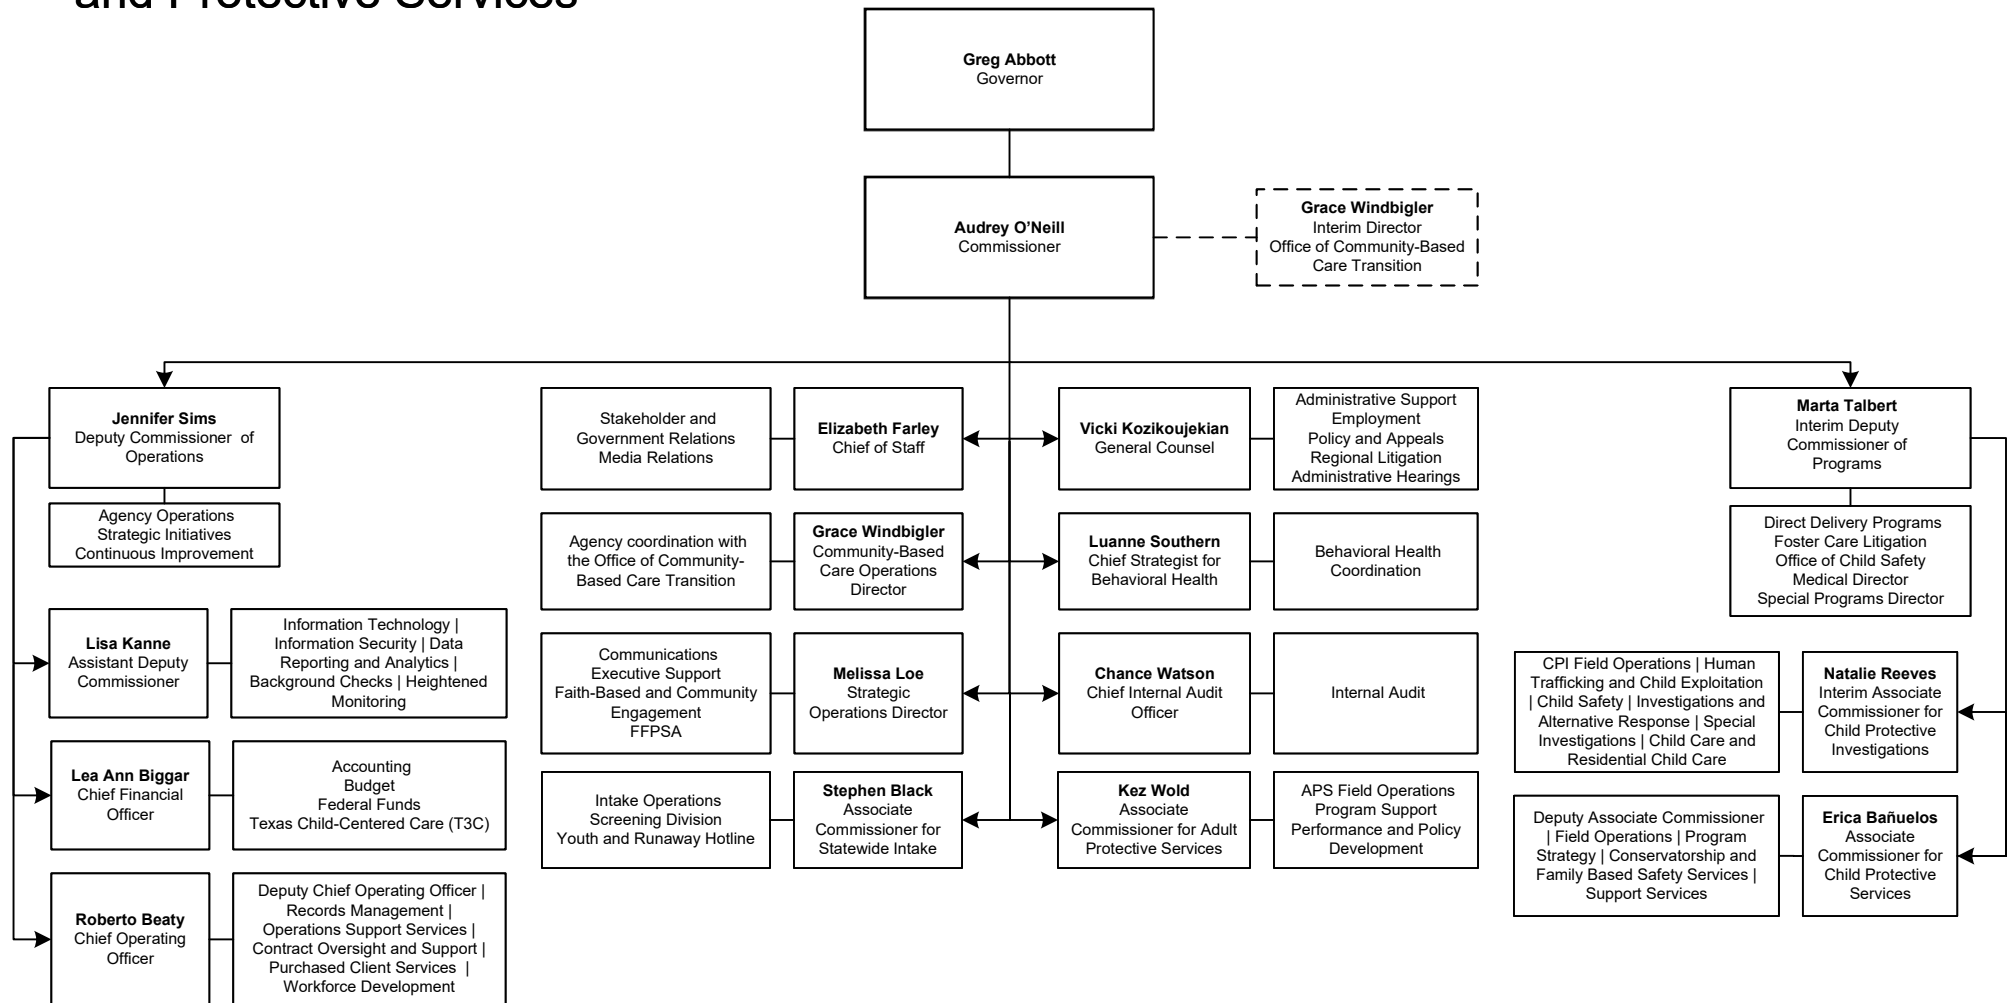 and Protective Services
Greg Abbott
Governor
Audrey O’Neill
Commissioner
Grace Windbigler
Interim Director
Office of Community-Based
Care Transition
Jennifer Sims
Deputy Commissioner of
Operations
Agency Operations
Strategic Initiatives
Continuous Improvement
Lisa Kanne
Assistant Deputy
Commissioner
Information Technology |
Information Security | Data
Reporting and Analytics |
Background Checks | Heightened
Monitoring
Lea Ann Biggar
Chief Financial
Officer
Accounting
Budget
Federal Funds
Texas Child-Centered Care (T3C)
Roberto Beaty
Chief Operating
Officer
Deputy Chief Operating Officer |
Records Management |
Operations Support Services |
Contract Oversight and Support |
Purchased Client Services |
Workforce Development
Stakeholder and
Government Relations
Media Relations
Elizabeth Farley
Chief of Staff
Vicki Kozikoujekian
General Counsel
Administrative Support
Employment
Policy and Appeals
Regional Litigation
Administrative Hearings
Agency coordination with
the Office of Community-
Based Care Transition
Grace Windbigler
Community-Based
Care Operations
Director
Luanne Southern
Chief Strategist for
Behavioral Health
Behavioral Health
Coordination
Communications
Executive Support
Faith-Based and Community
Engagement
FFPSA
Melissa Loe
Strategic
Operations Director
Chance Watson
Chief Internal Audit
Officer
Internal Audit
Intake Operations
Screening Division
Youth and Runaway Hotline
Stephen Black
Associate
Commissioner for
Statewide Intake
Kez Wold
Associate
Commissioner for Adult
Protective Services
APS Field Operations
Program Support
Performance and Policy
Development
Marta Talbert
Interim Deputy
Commissioner of
Programs
Direct Delivery Programs
Foster Care Litigation
Office of Child Safety
Medical Director
Special Programs Director
CPI Field Operations | Human
Trafficking and Child Exploitation
| Child Safety | Investigations and
Alternative Response | Special
Investigations | Child Care and
Residential Child Care
Natalie Reeves
Interim Associate
Commissioner for
Child Protective
Investigations
Deputy Associate Commissioner
| Field Operations | Program
Strategy | Conservatorship and
Family Based Safety Services |
Support Services
Erica Bañuelos
Associate
Commissioner for
Child Protective
Services